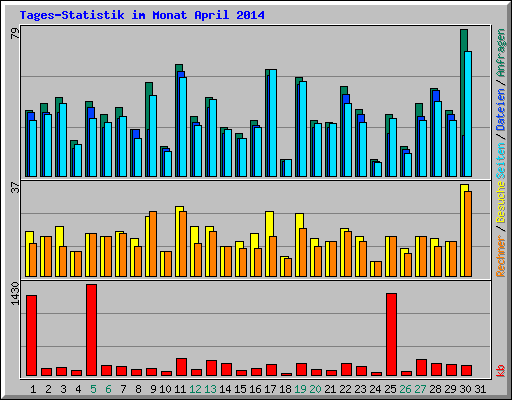 Tages-Statistik im Monat April 2014
79
Rechner / Besuche Seiten / Dateien / Anfragen
37
1430
kb
1 2 3 4 5 6 7 8 9 10 11 12 13 14 15 16 17 18 19 20 21 22 23 24 25 26 27 28 29 30 31